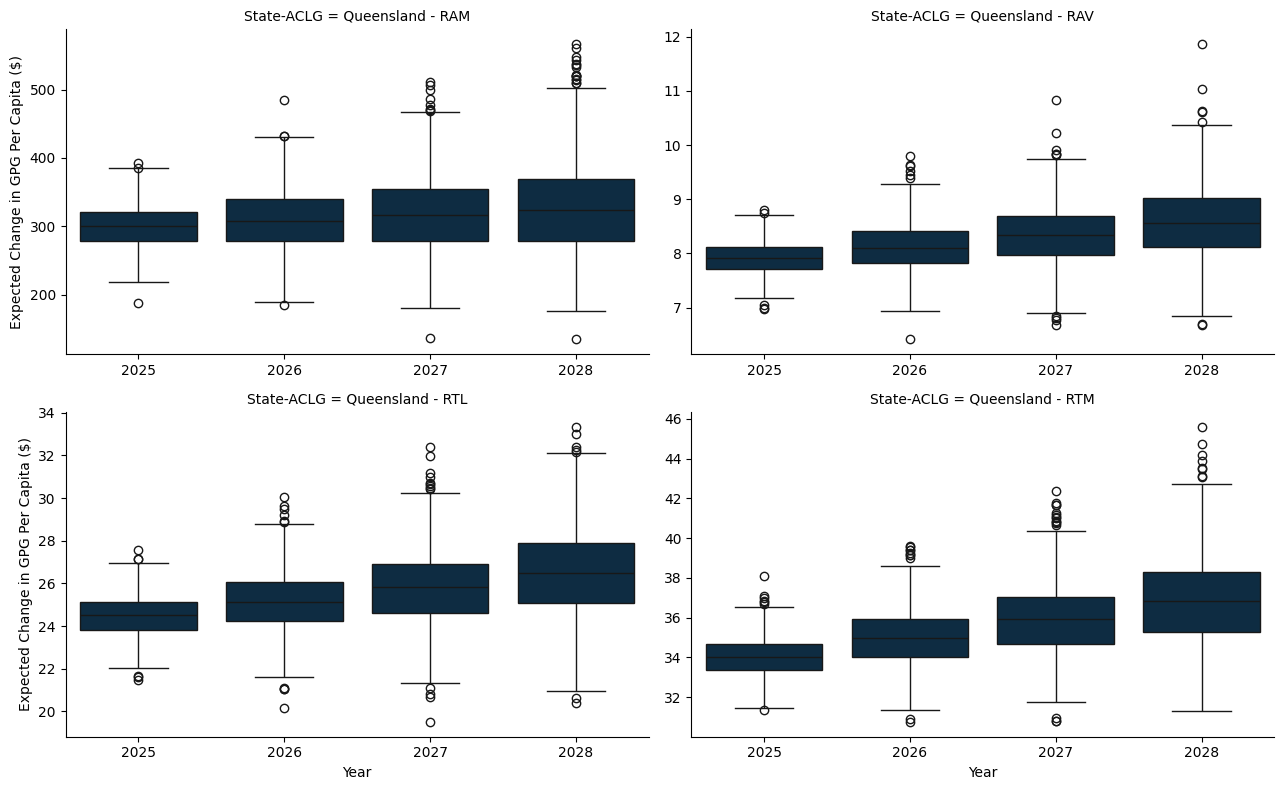 State-ACLG = Queensland - RAM
Expected Change in GPG Per Capita ($)
500
400
300
200
2025 2026 2027 2028
State-ACLG = Queensland - RAV
12
11
10
9
8
7
2025 2026 2027 2028
State-ACLG = Queensland - RTL
Expected Change in GPG Per Capita ($)
34
32
30
28
26
24
22
20
2025 2026 2027 2028
Year
State-ACLG = Queensland - RTM
46
44
42
40
38
36
34
32
2025 2026 2027 2028
Year